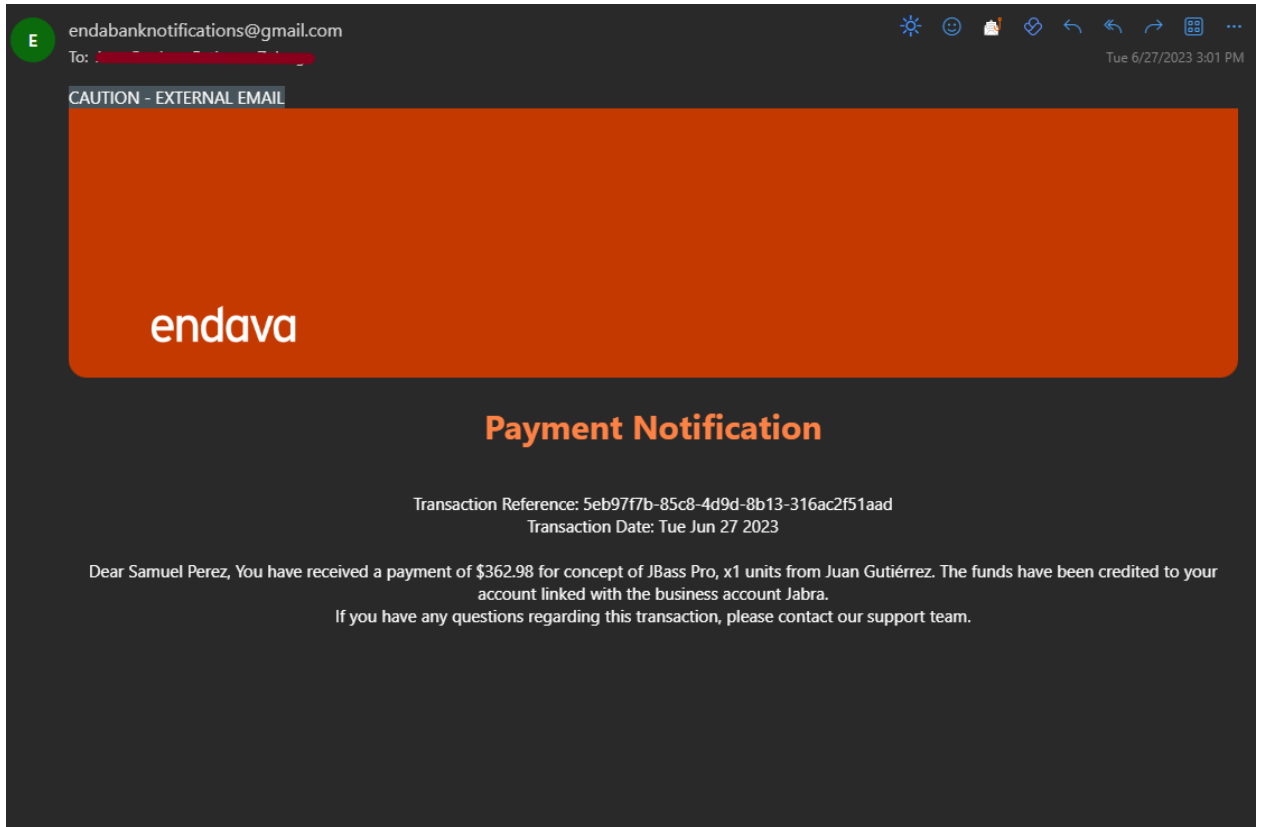 E
endabanknotifications@gmail.com
To:
Tue 6/27/2023 3:01 PM
CAUTION - EXTERNAL EMAIL
endava
Payment Notification
Transaction Reference: 5eb97f7b-85c8-4d9d-8b13-316ac2f51aad
Transaction Date: Tue Jun 27 2023
Dear Samuel Perez, You have received a payment of $362.98 for concept of JBass Pro, x1 units from Juan Gutiérrez. The funds have been credited to your
account linked with the business account Jabra.
If you have any questions regarding this transaction, please contact our support team.